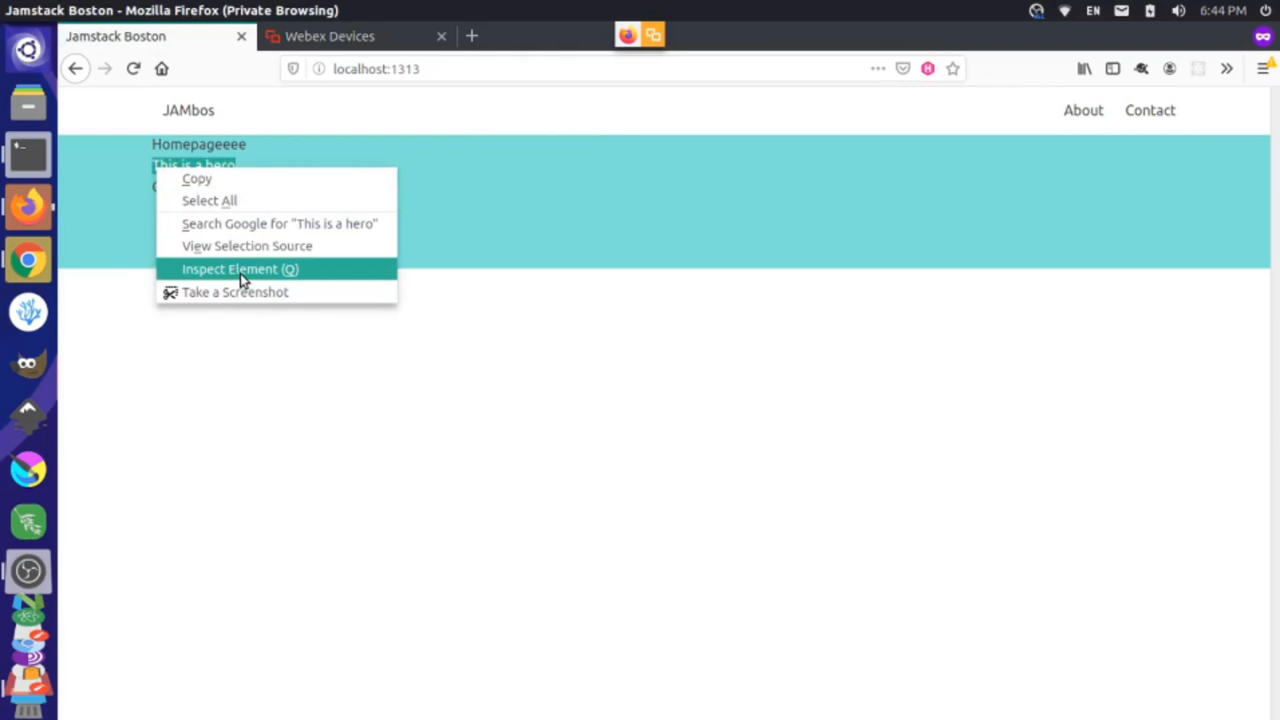 Jamstack Boston - Mozilla Firefox (Private Browsing)
EN
6:44 PM
Jamstack Boston
Webex Devices
localhost:1313
JAMbos
About
Contact
Homepageeee
This is a hero
Copy
Select All
Search Google for "This is a hero"
View Selection Source
Inspect Element (Q)
Take a Screenshot